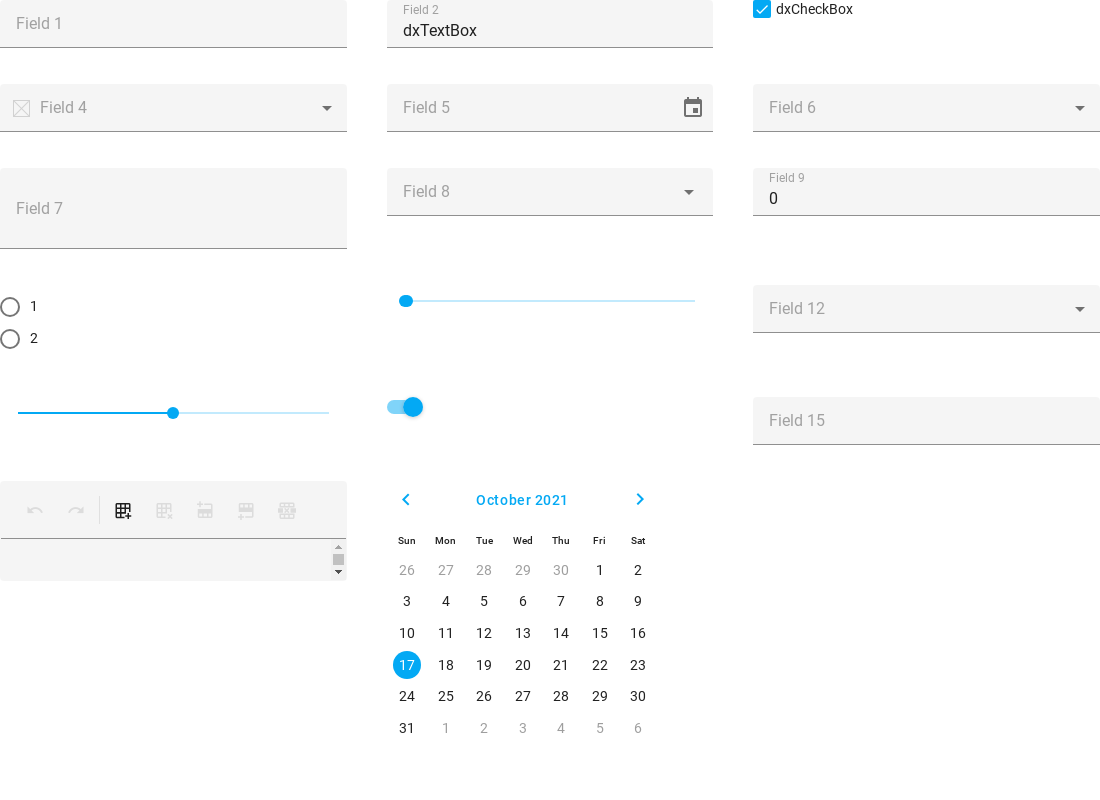 Field 1
Field 2
dxTextBox
dxCheckBox
Field 4
Field 5
Field 6
Field 7
Field 8
Field 9
0
1
2
Field 12
Field 15
October 2021
Sun Mon Tue Wed Thu Fri Sat
26 27 28 29 30 1 2
3 4 5 6 7 8 9
10 11 12 13 14 15 16
17 18 19 20 21 22 23
24 25 26 27 28 29 30
31 1 2 3 4 5 6